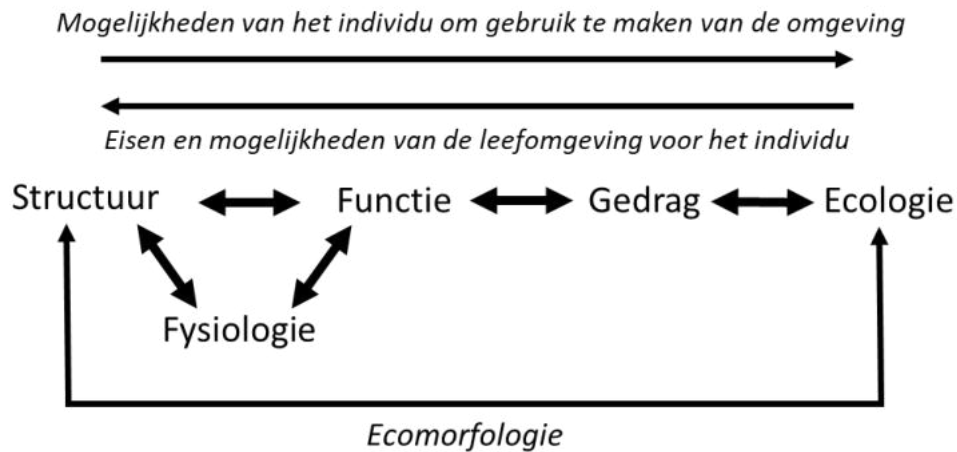 Mogelijkheden van het individu om gebruik te maken van de omgeving
Eisen en mogelijkheden van de leefomgeving voor het individu
Structuur Functie Gedrag Ecologie
Fysiologie
Ecomorfologie